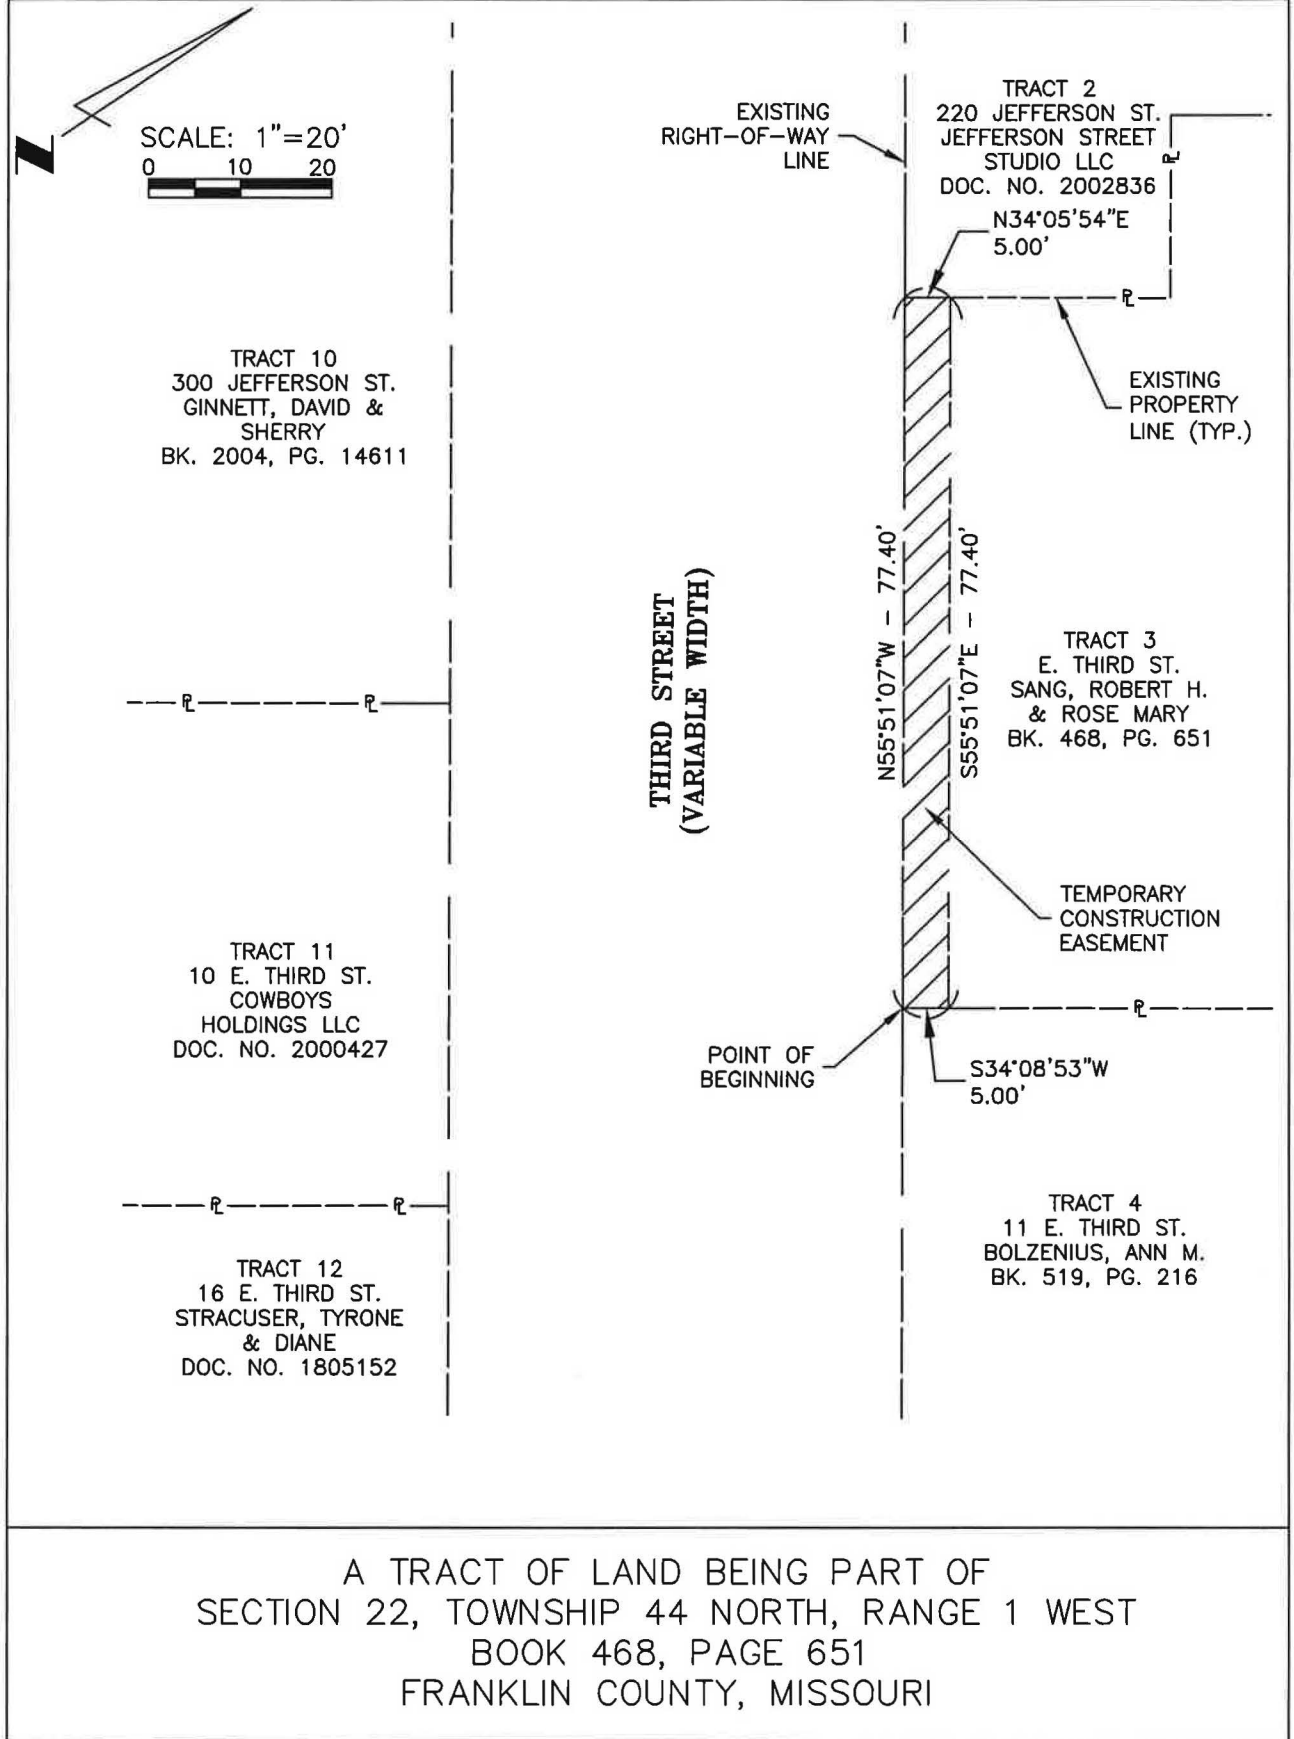 N
SCALE: 1"=20'
0 10 20
EXISTING
RIGHT-OF-WAY
LINE
TRACT 2
220 JEFFERSON ST.
JEFFERSON STREET
STUDIO LLC
DOC. NO. 2002836
PL
N34°05'54"E
5.00'
PL
EXISTING
PROPERTY
LINE (TYP.)
TRACT 10
300 JEFFERSON ST.
GINNETT, DAVID &
SHERRY
BK. 2004, PG. 14611
THIRD STREET
(VARIABLE WIDTH)
N55°51'07"W - 77.40'
S55°51'07"E - 77.40'
TRACT 3
E. THIRD ST.
SANG, ROBERT H.
& ROSE MARY
BK. 468, PG. 651
PL PL
TEMPORARY
CONSTRUCTION
EASEMENT
TRACT 11
10 E. THIRD ST.
COWBOYS
HOLDINGS LLC
DOC. NO. 2000427
PL
POINT OF
BEGINNING
S34°08'53"W
5.00'
PL PL
TRACT 4
11 E. THIRD ST.
BOLZENIUS, ANN M.
BK. 519, PG. 216
TRACT 12
16 E. THIRD ST.
STRACUSER, TYRONE
& DIANE
DOC. NO. 1805152
A TRACT OF LAND BEING PART OF
SECTION 22, TOWNSHIP 44 NORTH, RANGE 1 WEST
BOOK 468, PAGE 651
FRANKLIN COUNTY, MISSOURI